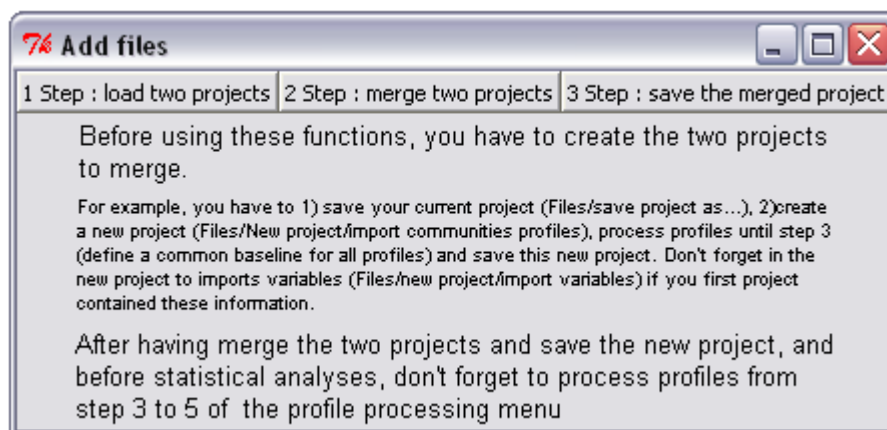 Add files
1 Step : load two projects 2 Step : merge two projects 3 Step : save the merged project
Before using these functions, you have to create the two projects
to merge.
For example, you have to 1) save your current project (Files/save project as...), 2)create
a new project (Files/New project/import communities profiles), process profiles until step 3
(define a common baseline for all profiles) and save this new project. Don't forget in the
new project to imports variables (Files/new project/import variables) if you first project
contained these information.
After having merge the two projects and save the new project, and
before statistical analyses, don't forget to process profiles from
step 3 to 5 of the profile processing menu